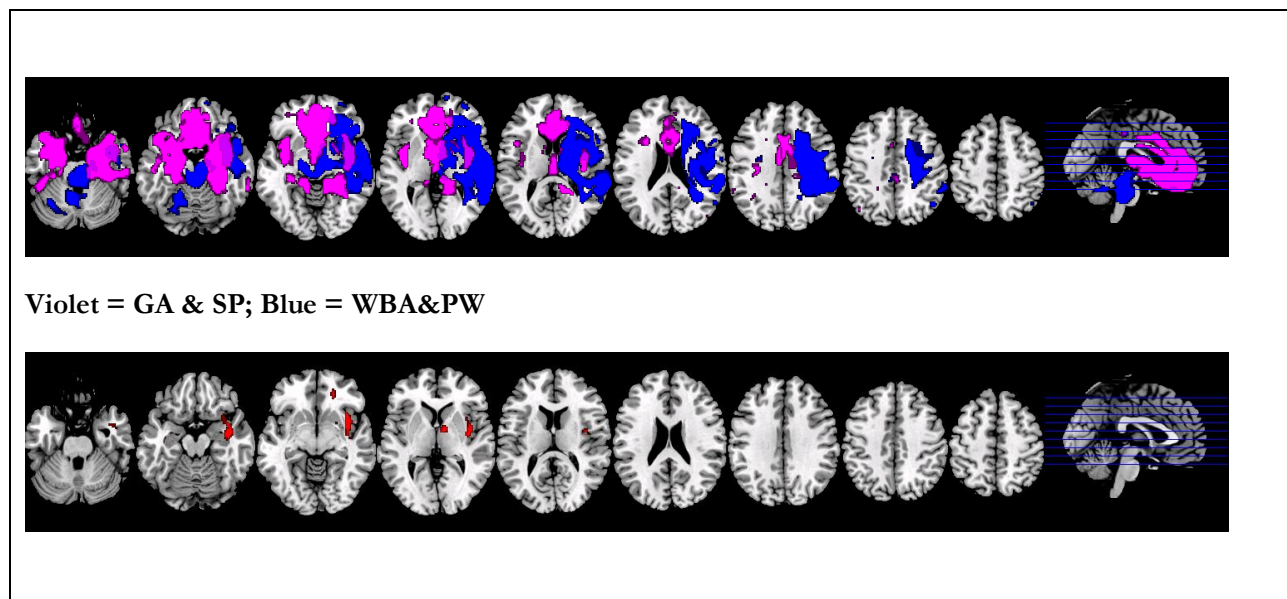 Violet = GA & SP; Blue = WBA&PW